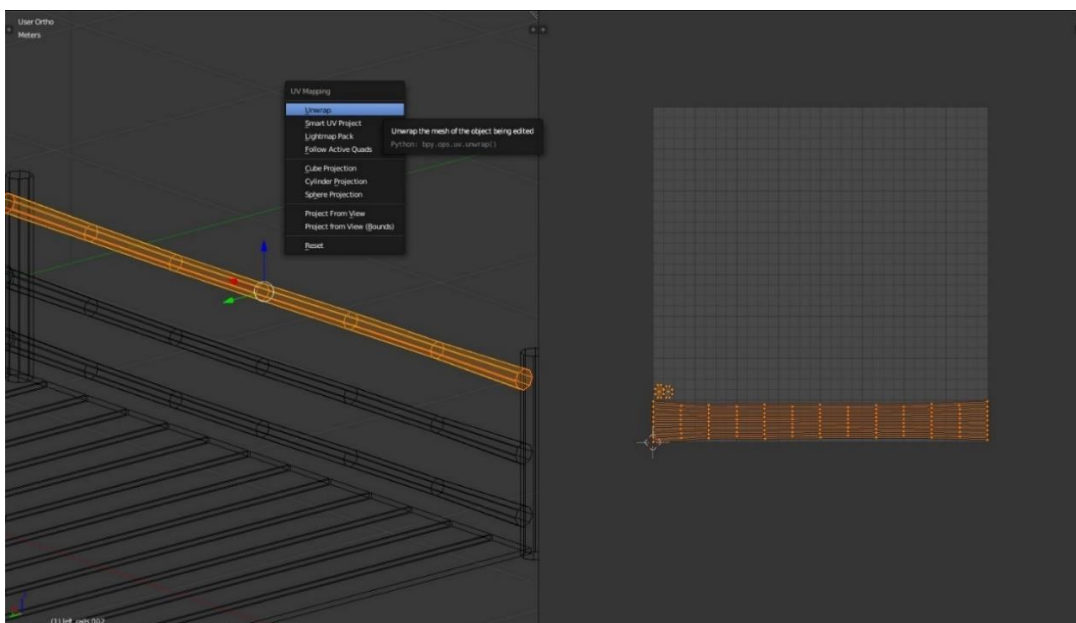 User Ortho
Meters
UV Mapping
Unwrap
Smart UV Project
Lightmap Pack
Follow Active Quads
Cube Projection
Cylinder Projection
Sphere Projection
Project From View
Project from View (Bounds)
Reset
Unwrap the mesh of the object being edited
Python: bpy.ops.uv.unwrap()